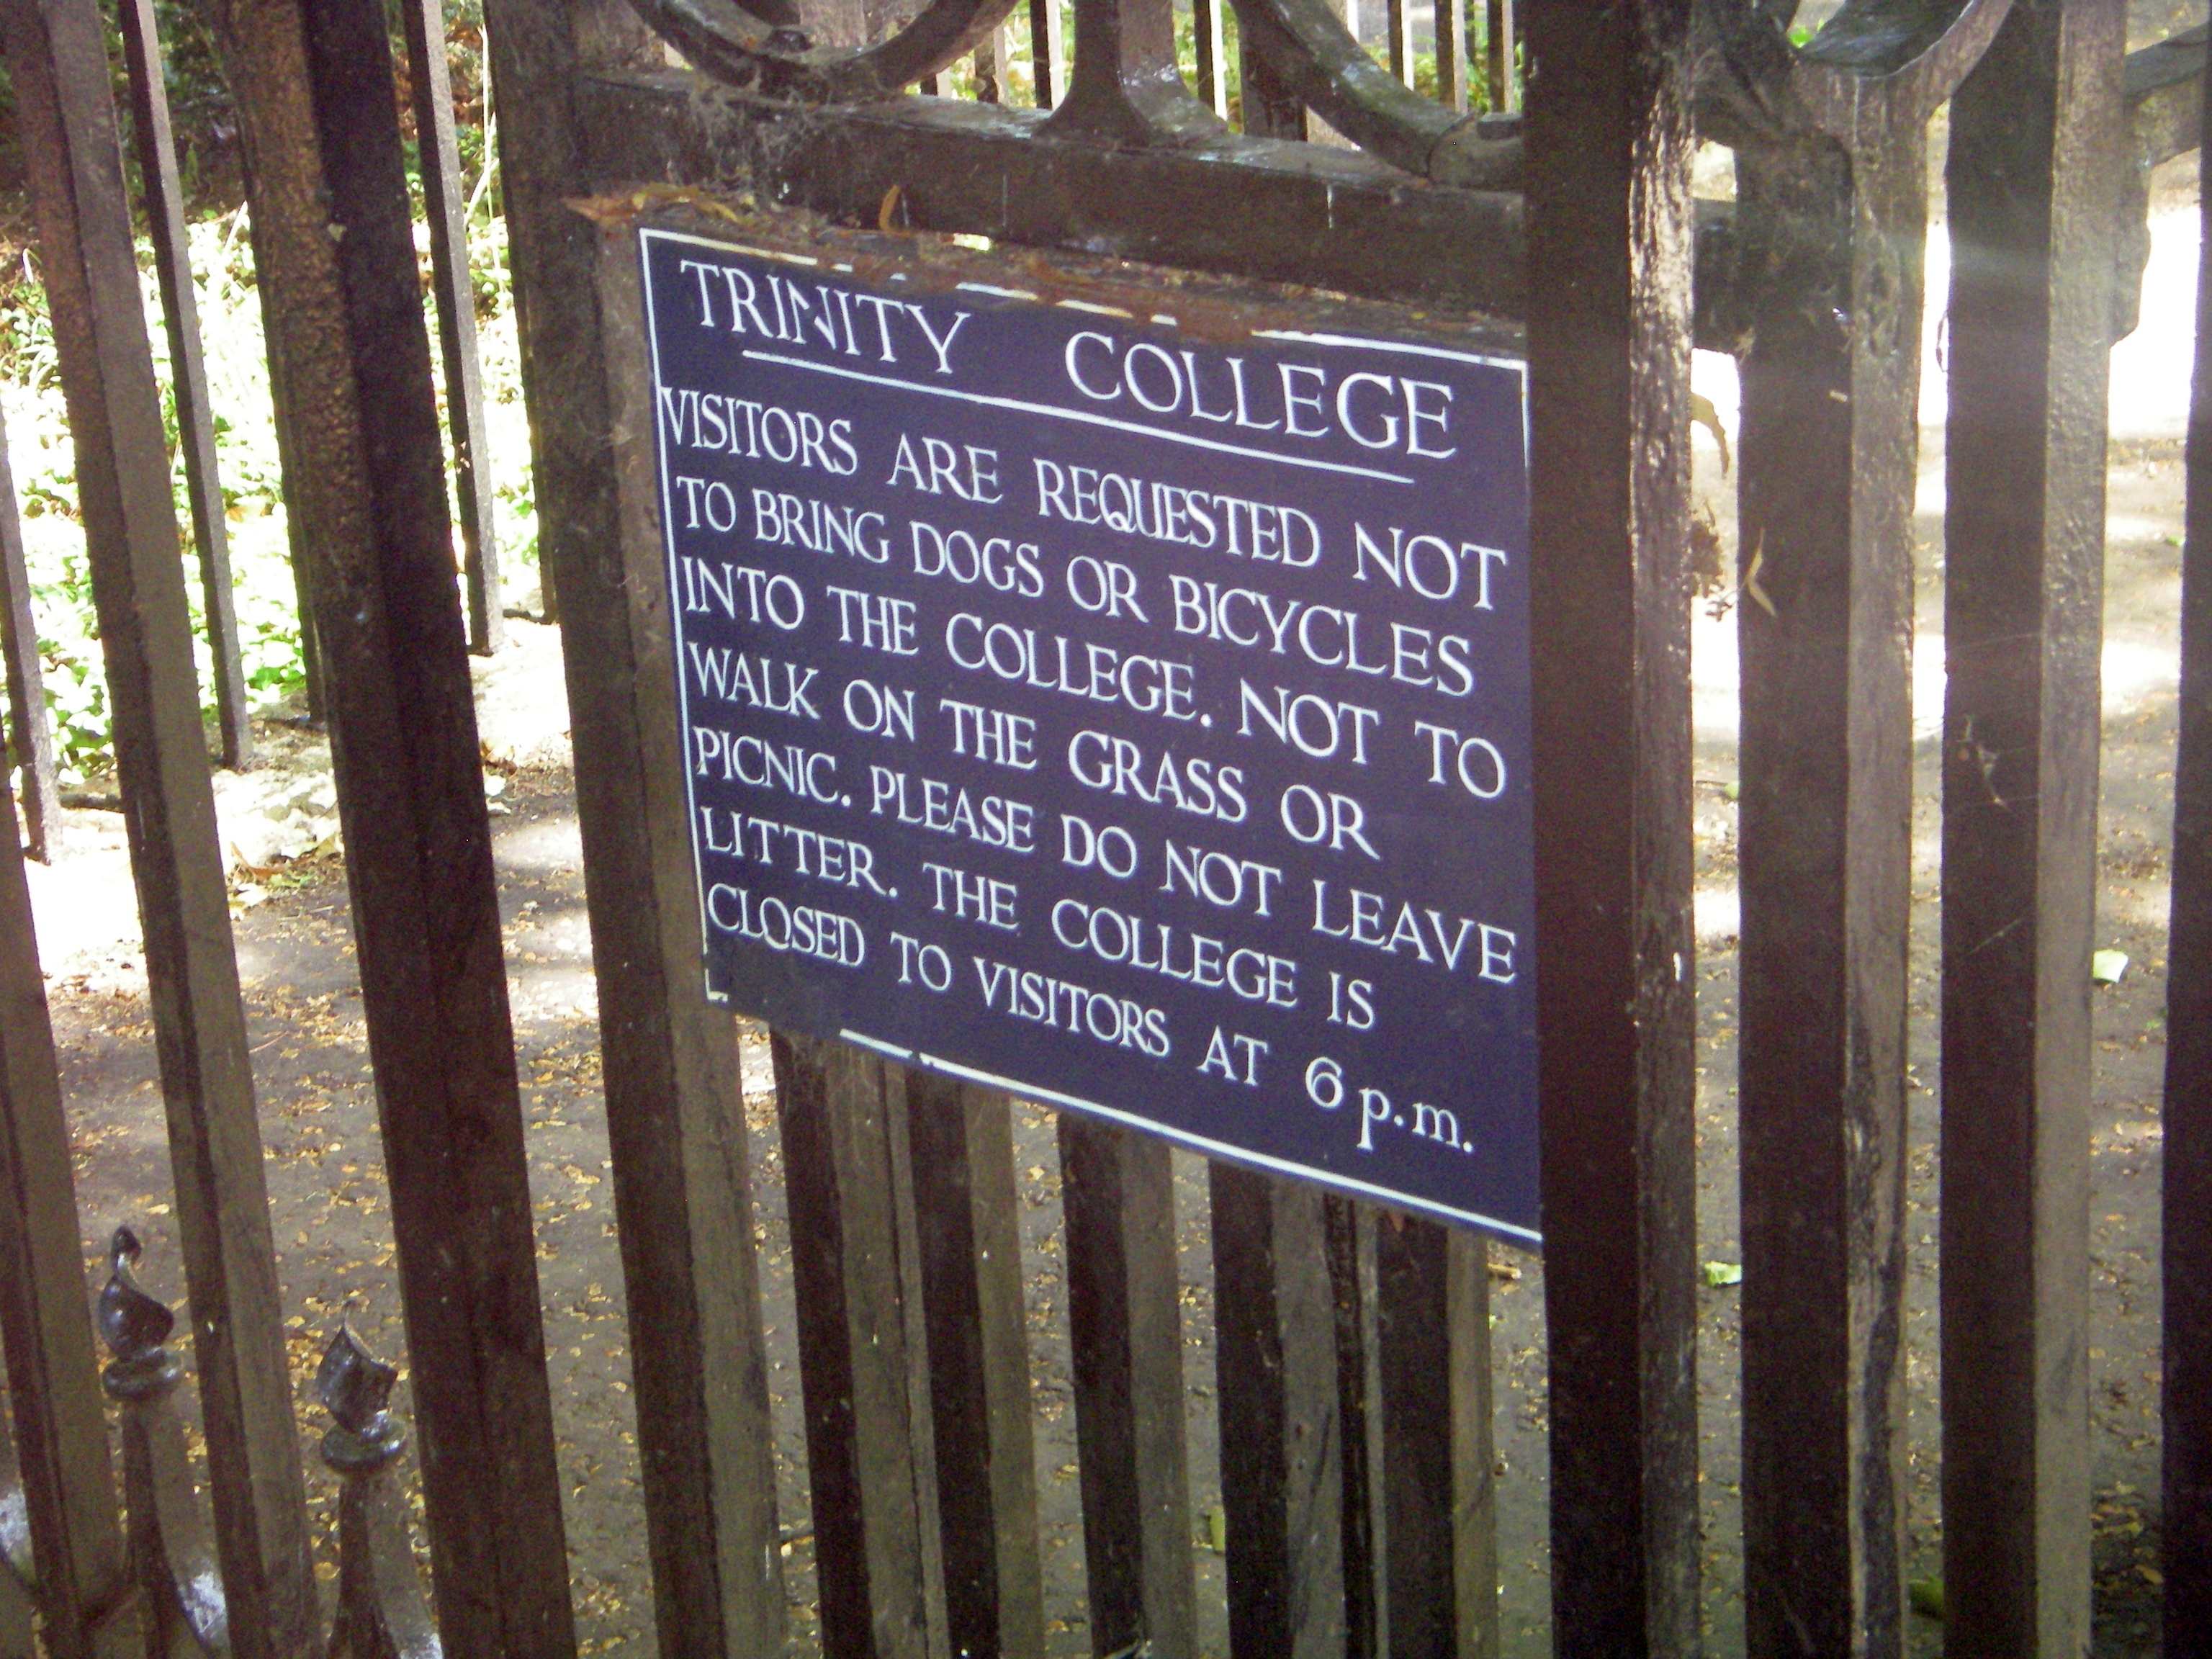 TRINITY COLLEGE
VISITORS ARE REQUESTED NOT
TO BRING DOGS OR BICYCLES
INTO THE COLLEGE. NOT TO
WALK ON THE GRASS OR
PICNIC. PLEASE DO NOT LEAVE
LITTER. THE COLLEGE IS
CLOSED TO VISITORS AT 6 p.m.